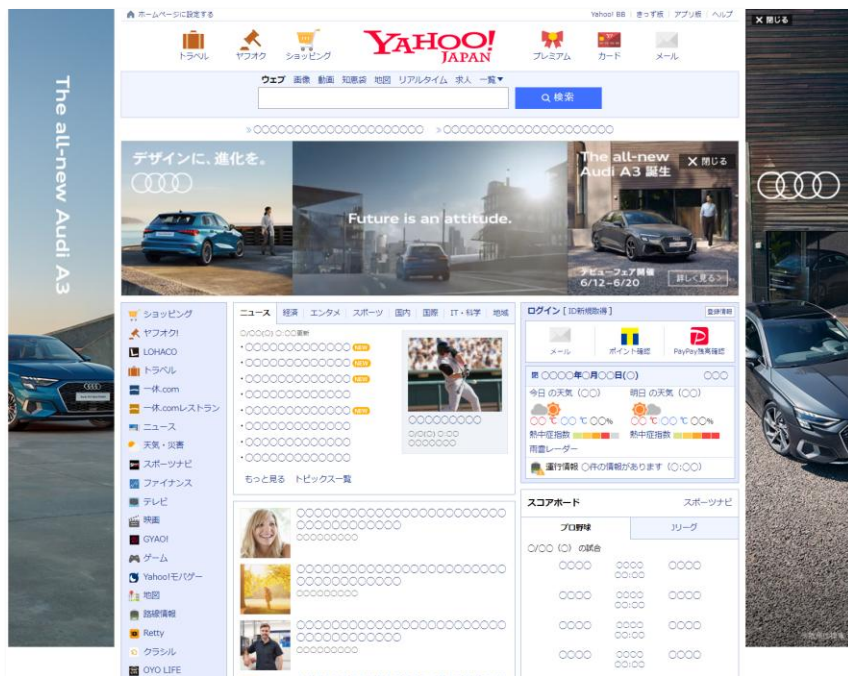 ホームページに設定する
Yahoo! BB
きっず板
アプリ板
ヘルプ
× 閉じる
トラベル
ヤフオク
ショッピング
YAHOO!
JAPAN
プレミアム
カード
メール
ウェブ 画像 動画 知恵袋 地図 リアルタイム 求人 一覧▼
検索
>○○○○○○○○○○○○○○○○○○○○ >○○○○○○○○○○○○○○○○○○○○
The all-new Audi A3
デザインに、進化を。
Future is an attitude.
The all-new
Audi A3 誕生
× 閉じる
デビューフェア開催
6/12–6/20
詳しく見る>
ショッピング
ヤフオク!
LOHACO
トラベル
一休.com
一休.comレストラン
ニュース
天気・災害
スポーツナビ
ファイナンス
テレビ
映画
GYAO!
ゲーム
Yahoo!モバゲー
地図
路線情報
Retty
クラシル
OYO LIFE
ニュース 経済 エンタメ スポーツ 国内 国際 IT・科学 地域
○/○○(○) ○:○○更新
・○○○○○○○○○○○○○ NEW
・○○○○○○○○○○○○○
・○○○○○○○○○○○○○ NEW
・○○○○○○○○○○○○○
・○○○○○○○○○○○○○ NEW
・○○○○○○○○○○○○○
・○○○○○○○○○○○○○
・○○○○○○○○○○○○○
○○○○○○○○○
○/○(○) ○:○○
○○○○○○○
もっと見る トピックス一覧
○○○○○○○○○○○○○○○○○○○○○○○
○○○○○○○○○○○○
○○○○○○○○○
○○○○○○○○○○○○○○○○○○○○○○○
○○○○○○○○○○○○
○○○○○○○○○
○○○○○○○○○○○○○○○○○○○○○○○
○○○○○○○○○○○○
○○○○○○○○○
ログイン [ ID新規取得 ]
登録情報
メール
ポイント確認
PayPay残高確認
○○○○年○月○○日(○) ○○○
今日の天気 (○○)
明日の天気 (○○)
○○℃ ○○℃ ○○%
○○℃ ○○℃ ○○%
熱中症指数
熱中症指数
雨雲レーダー
運行情報 ○件の情報があります (○:○○)
スコアボード
スポーツナビ
プロ野球
Jリーグ
○/○○ (○) の試合
○○○○ ○○○○ ○○○○
○○:○○
○○○○ ○○○○ ○○○○
○○:○○
○○○○ ○○○○ ○○○○
○○:○○
○○○○ ○○○○ ○○○○
○○:○○